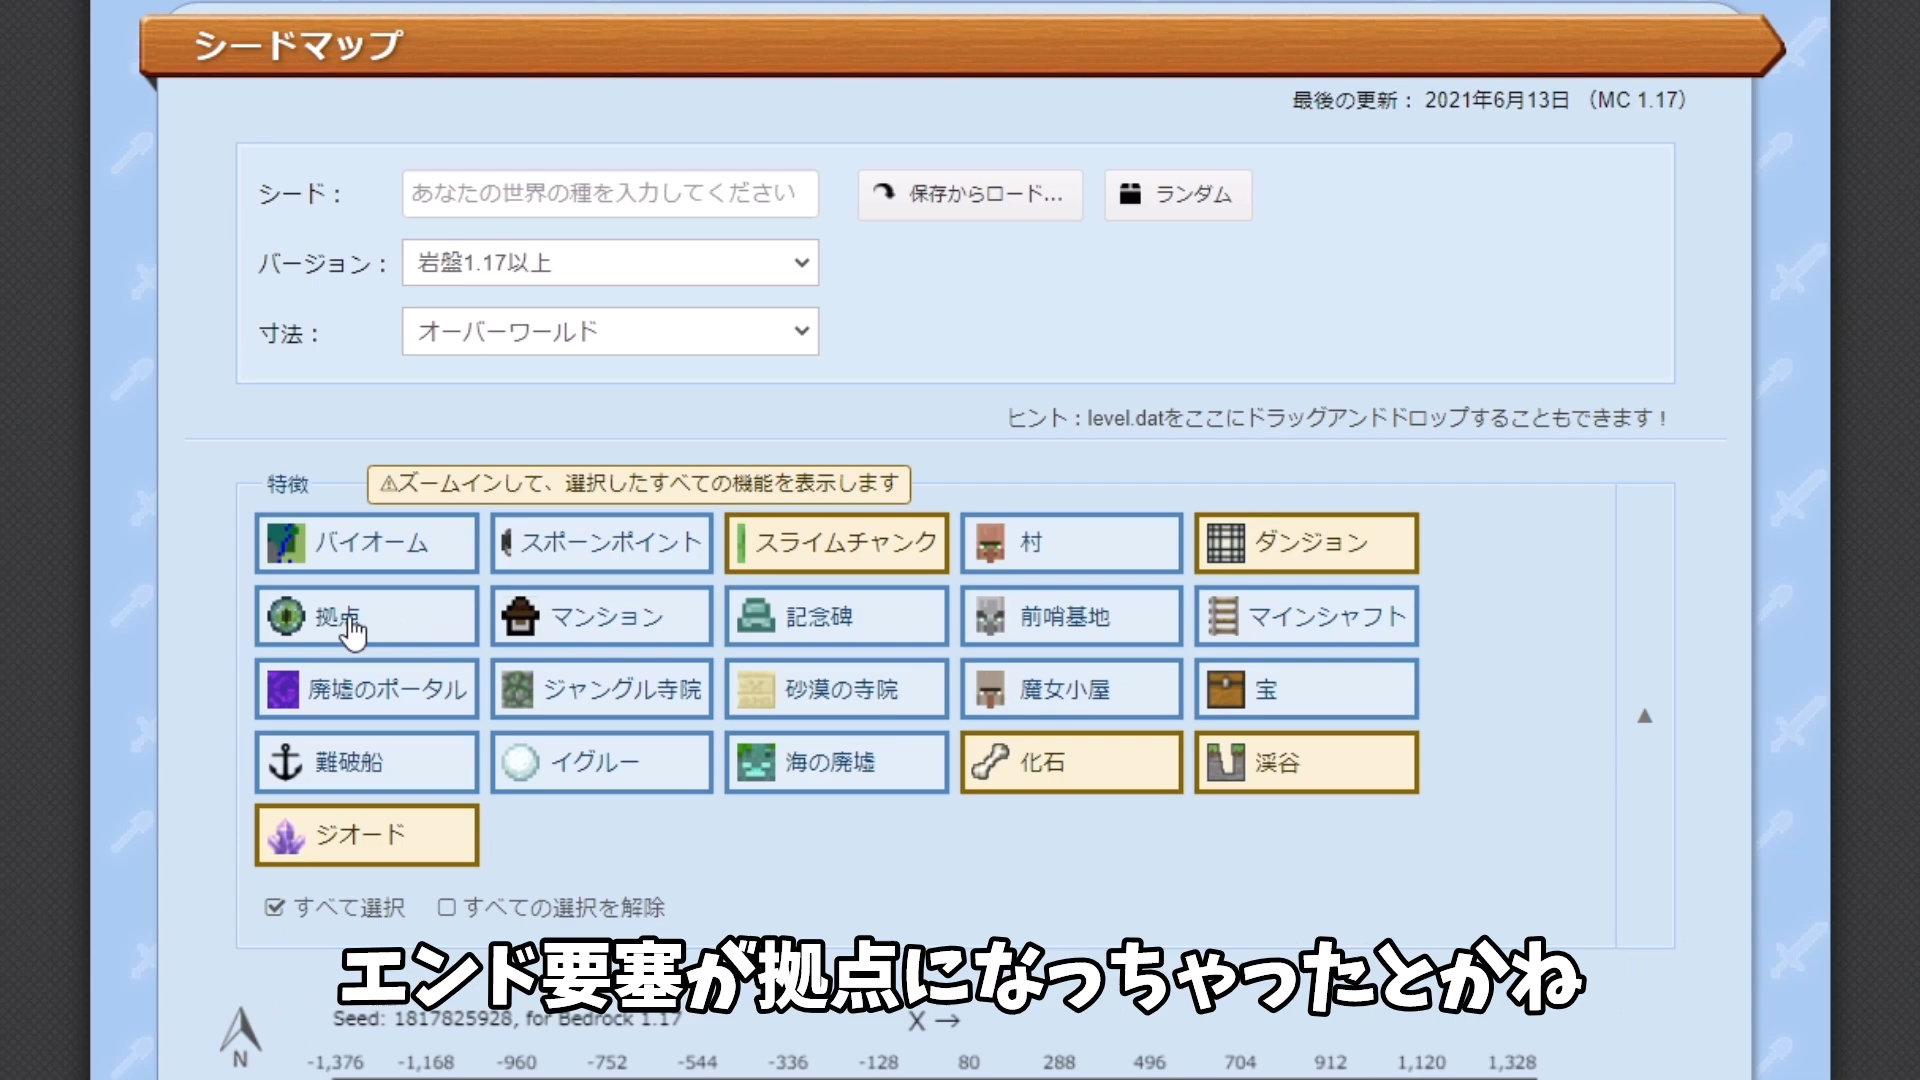 シードマップ
最後の更新： 2021年6月13日 （MC 1.17）
シード：
あなたの世界の種を入力してください
保存からロード...
ランダム
バージョン：
岩盤1.17以上
寸法：
オーバーワールド
ヒント：level.datをここにドラッグアンドドロップすることもできます！
特徴
⚠ズームインして、選択したすべての機能を表示します
バイオーム
スポーンポイント
スライムチャンク
村
ダンジョン
拠点
マンション
記念碑
前哨基地
マインシャフト
廃墟のポータル
ジャングル寺院
砂漠の寺院
魔女小屋
宝
難破船
イグルー
海の廃墟
化石
渓谷
ジオード
すべて選択
すべての選択を解除
エンド要塞が拠点になっちゃったとかね
Seed: 1817825928, for Bedrock 1.17
X →
N
-1,376 -1,168 -960 -752 -544 -336 -128 80 288 496 704 912 1,120 1,328